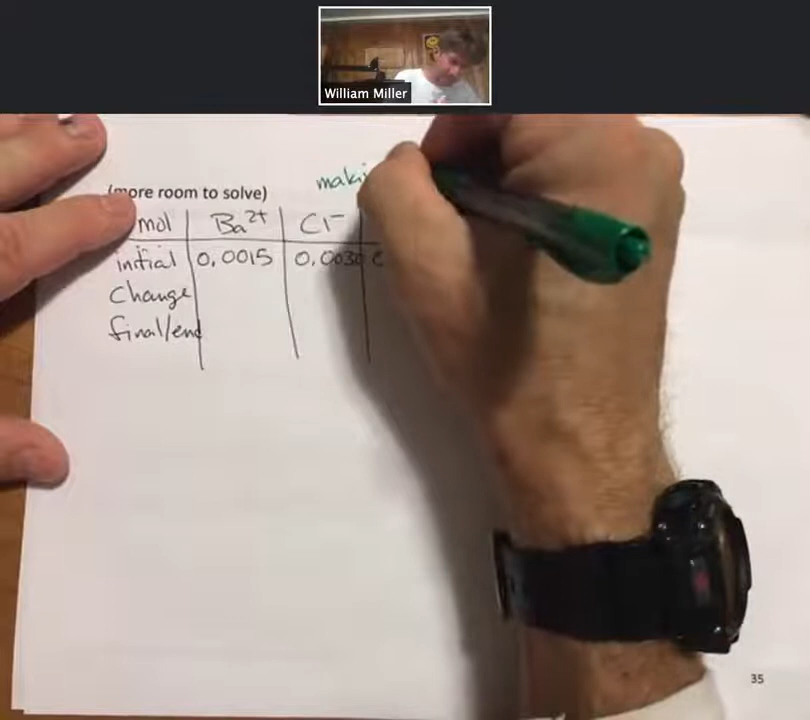 William Miller
(more room to solve)
mol Ba²⁺ Cl⁻
initial 0.0015 0.0030
Change
final/end
35